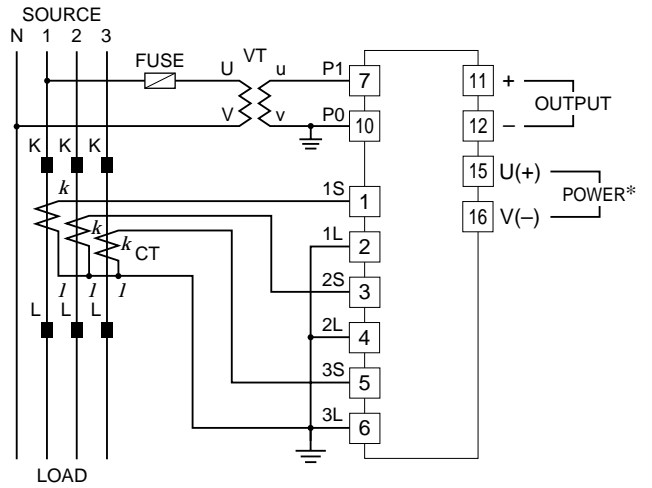 SOURCE
N 1 2 3
FUSE
VT
U u P1 7
V v P0 10
11 +
OUTPUT
12 –
15 U(+)
POWER*
16 V(–)
K K K
k 1S 1
k
k CT
1L 2
2S 3
l l l
L L L
2L 4
3S 5
3L 6
LOAD